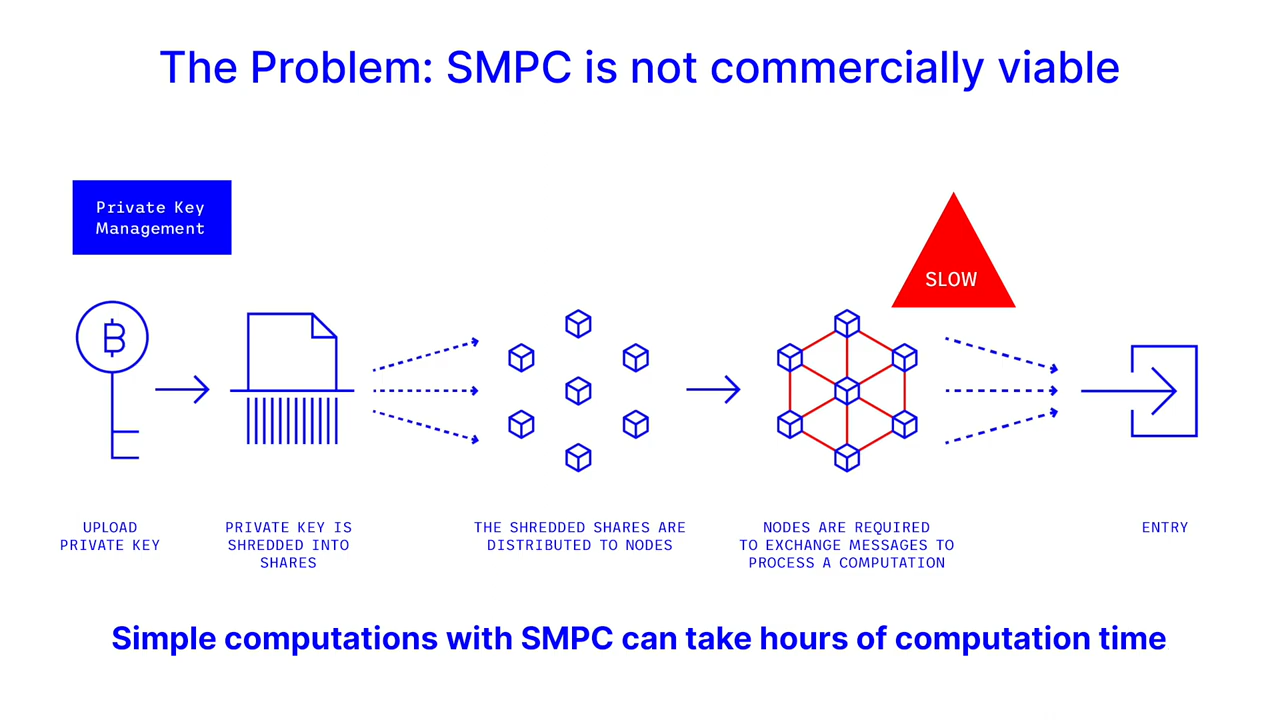 The Problem: SMPC is not commercially viable
Private Key
Management
SLOW
UPLOAD
PRIVATE KEY
PRIVATE KEY IS
SHREDDED INTO
SHARES
THE SHREDDED SHARES ARE
DISTRIBUTED TO NODES
NODES ARE REQUIRED
TO EXCHANGE MESSAGES TO
PROCESS A COMPUTATION
ENTRY
Simple computations with SMPC can take hours of computation time